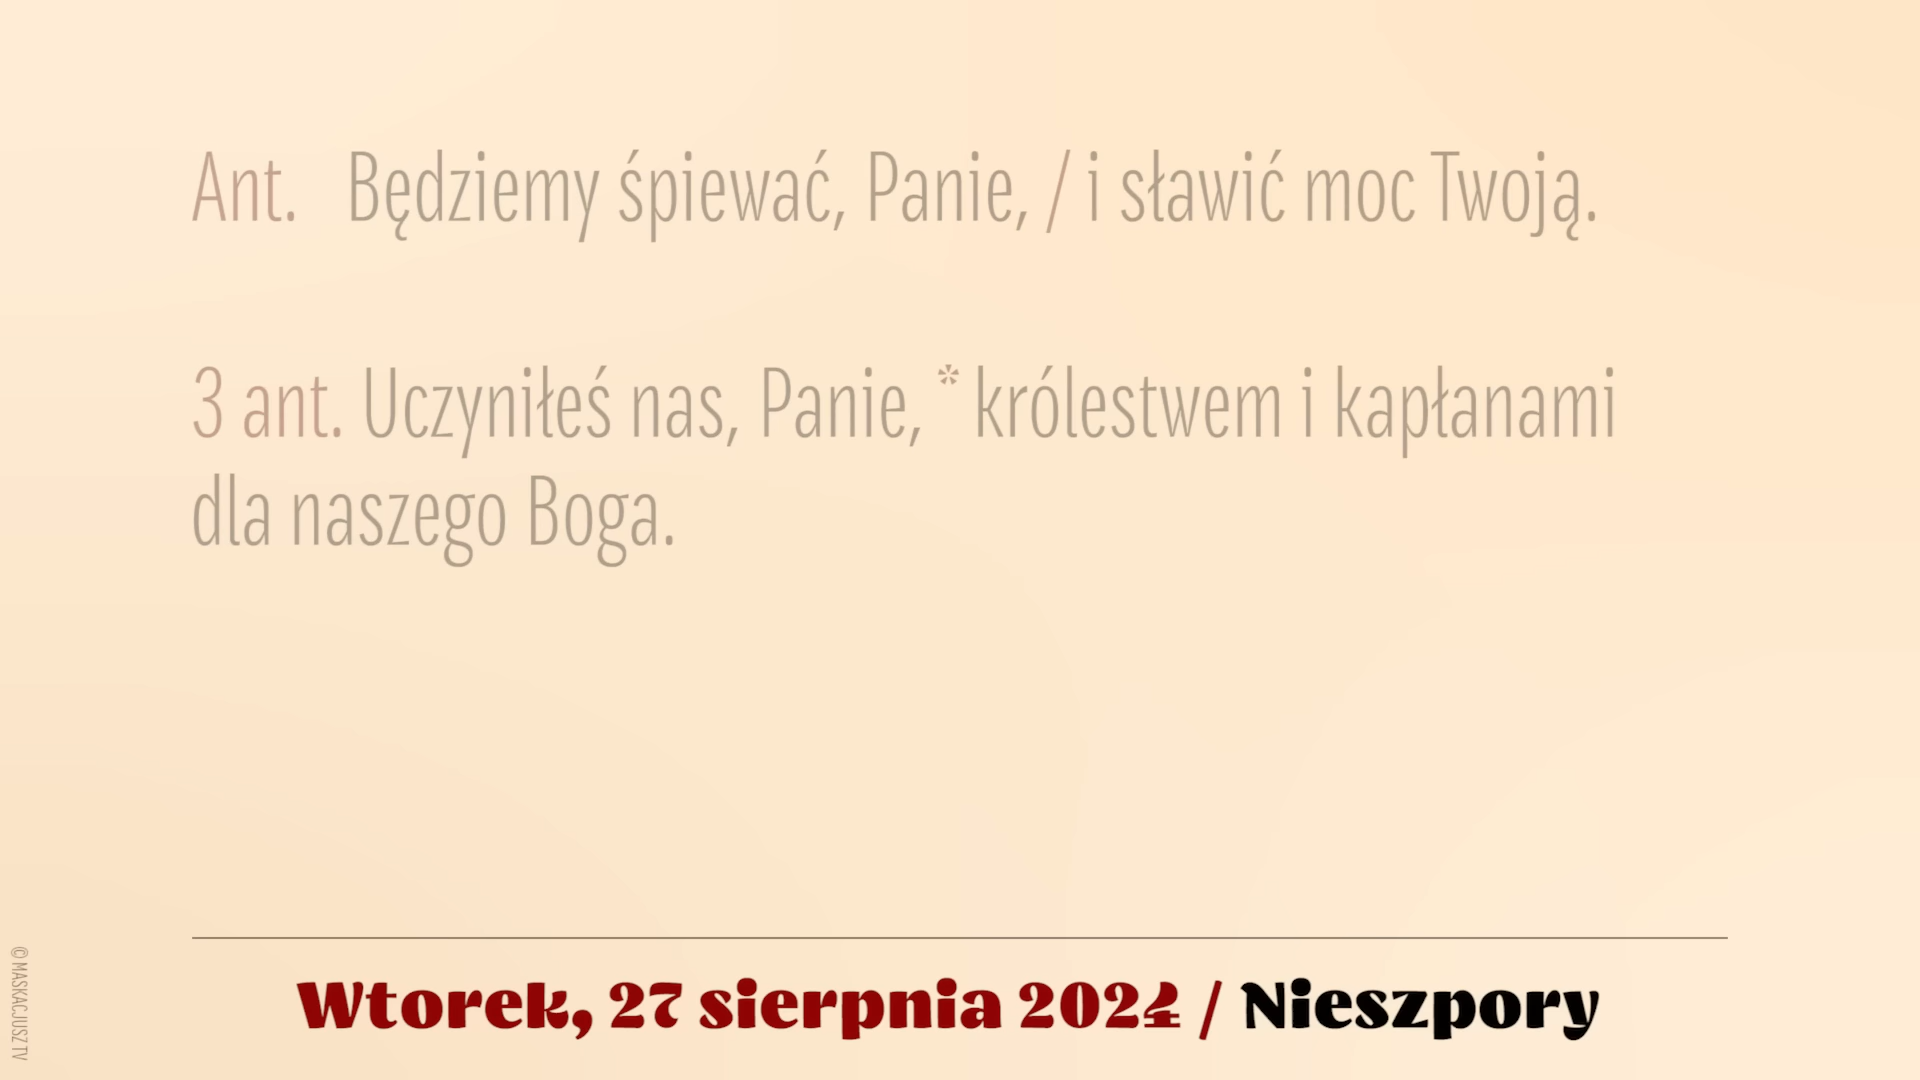 Ant. Będziemy śpiewać, Panie, / i sławić moc Twoją.
3 ant. Uczyniłeś nas, Panie, * królestwem i kapłanami
dla naszego Boga.
Wtorek, 27 sierpnia 2024 / Nieszpory
© MASKACJUSZ TV